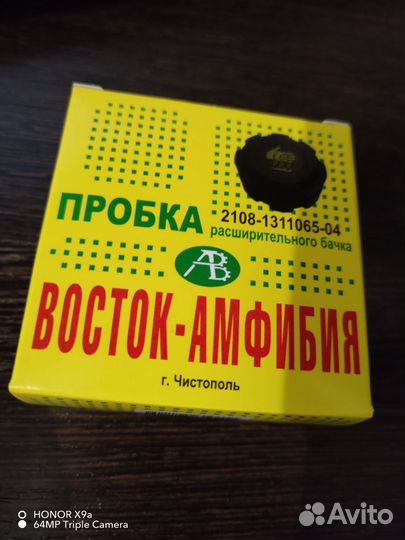 ПРОБКА 2108-1311065-04
расширительного бачка
АВ
ВОСТОК-АМФИБИЯ
г. Чистополь
HONOR X9a
64MP Triple Camera
Avito